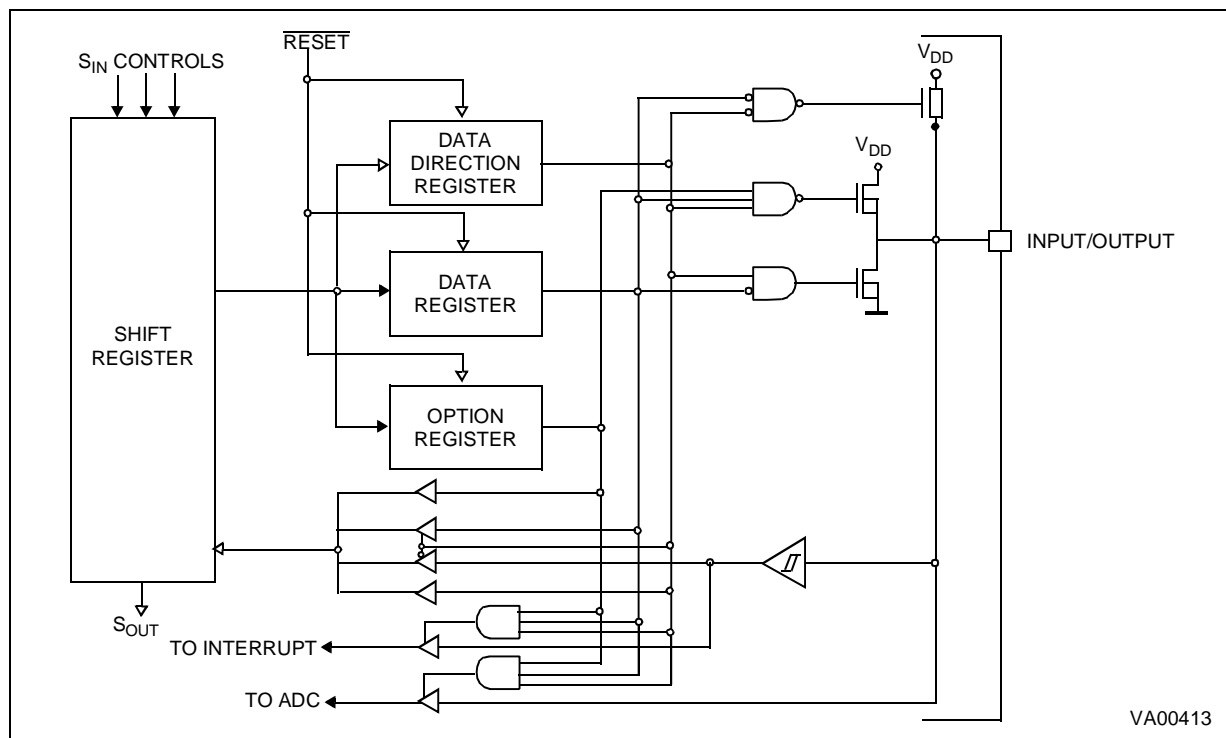 RESET
S_IN CONTROLS
V_DD
DATA
DIRECTION
REGISTER
V_DD
INPUT/OUTPUT
DATA
REGISTER
SHIFT
REGISTER
OPTION
REGISTER
S_OUT
TO INTERRUPT
TO ADC
VA00413